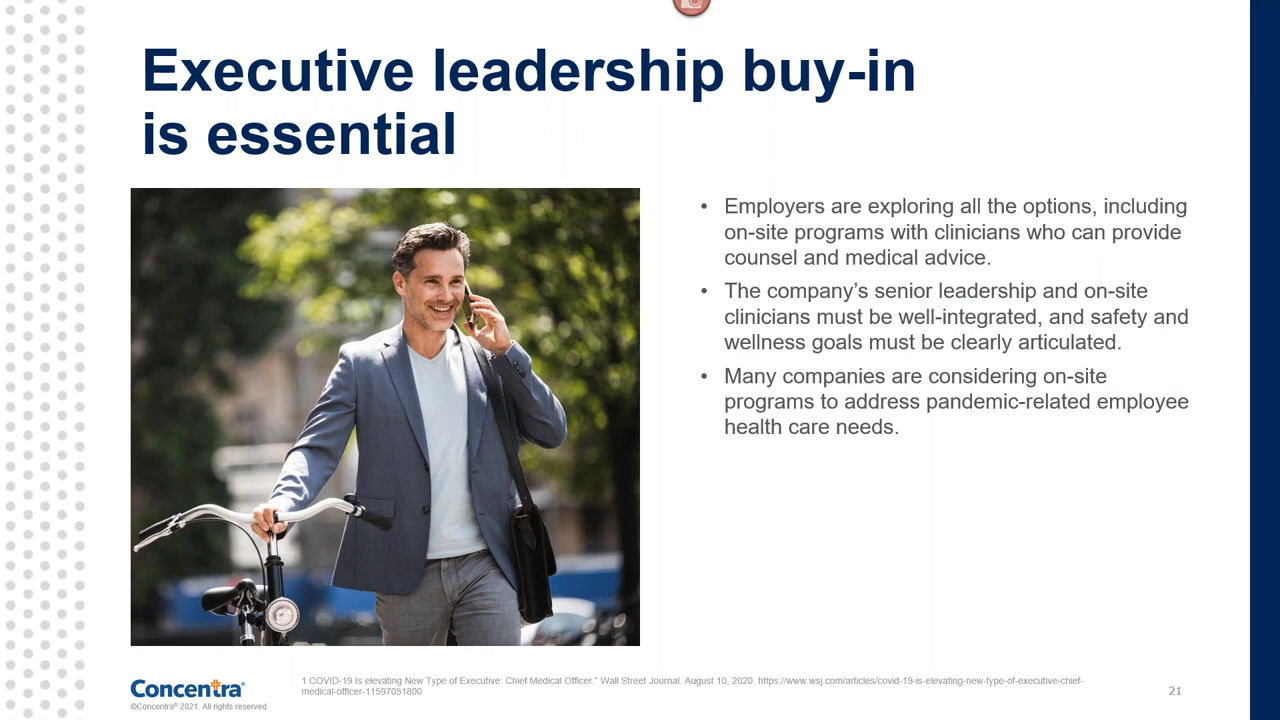 Executive leadership buy-in
is essential
• Employers are exploring all the options, including
on-site programs with clinicians who can provide
counsel and medical advice.
• The company’s senior leadership and on-site
clinicians must be well-integrated, and safety and
wellness goals must be clearly articulated.
• Many companies are considering on-site
programs to address pandemic-related employee
health care needs.
Concentra®
©Concentra® 2021. All rights reserved.
1 COVID-19 Is elevating New Type of Executive: Chief Medical Officer.” Wall Street Journal. August 10, 2020. https://www.wsj.com/articles/covid-19-is-elevating-new-type-of-executive-chief-
medical-officer-11597051800
21